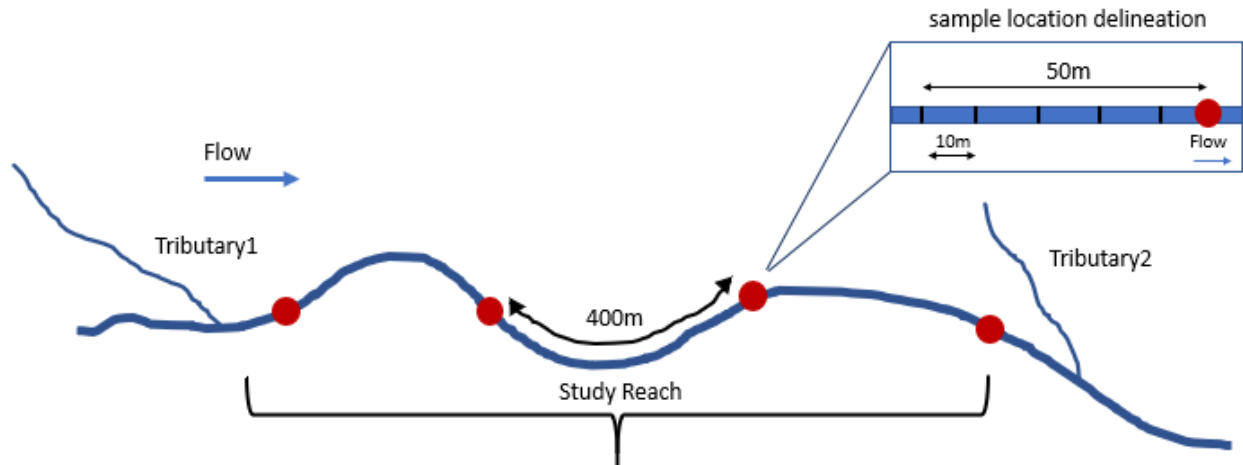 sample location delineation
50m
10m
Flow
Flow
Tributary1
Tributary2
400m
Study Reach